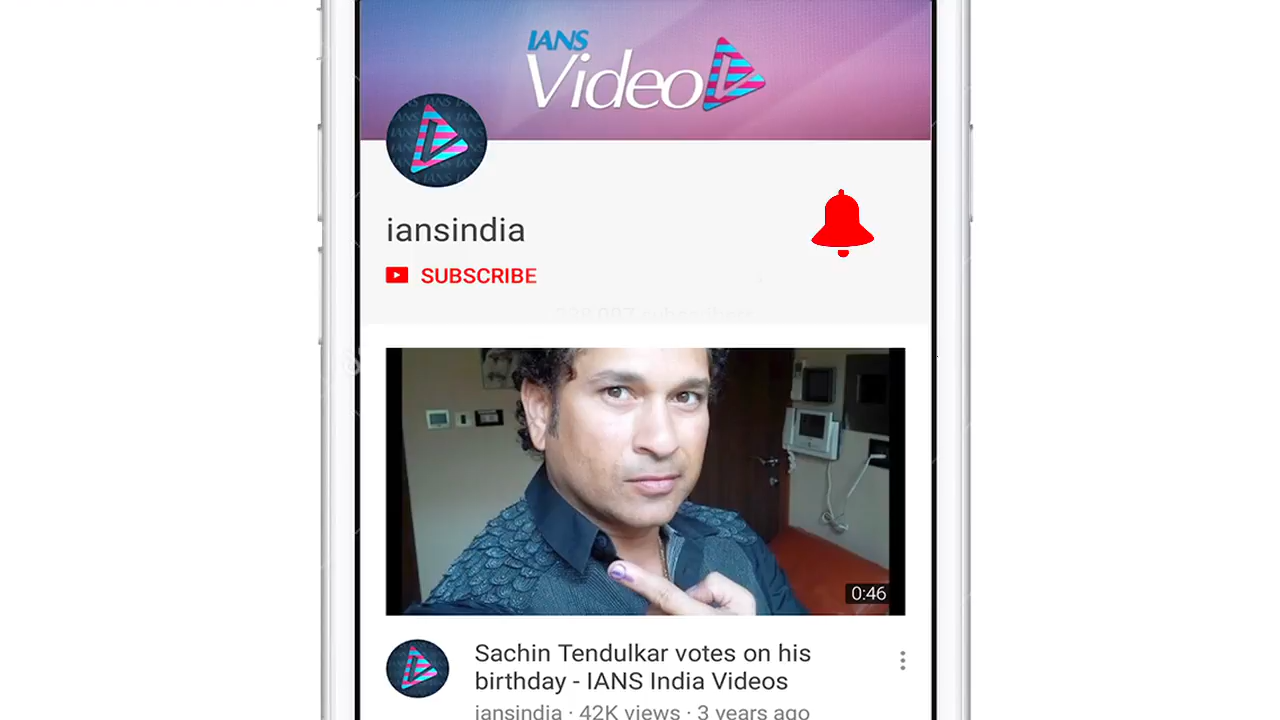 IANS
Video
iansindia
SUBSCRIBE
0:46
Sachin Tendulkar votes on his
birthday - IANS India Videos
iansindia · 42K views · 3 years ago